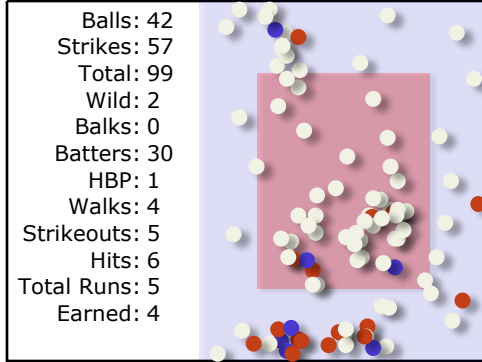 Balls: 42
Strikes: 57
Total: 99
Wild: 2
Balks: 0
Batters: 30
HBP: 1
Walks: 4
Strikeouts: 5
Hits: 6
Total Runs: 5
Earned: 4